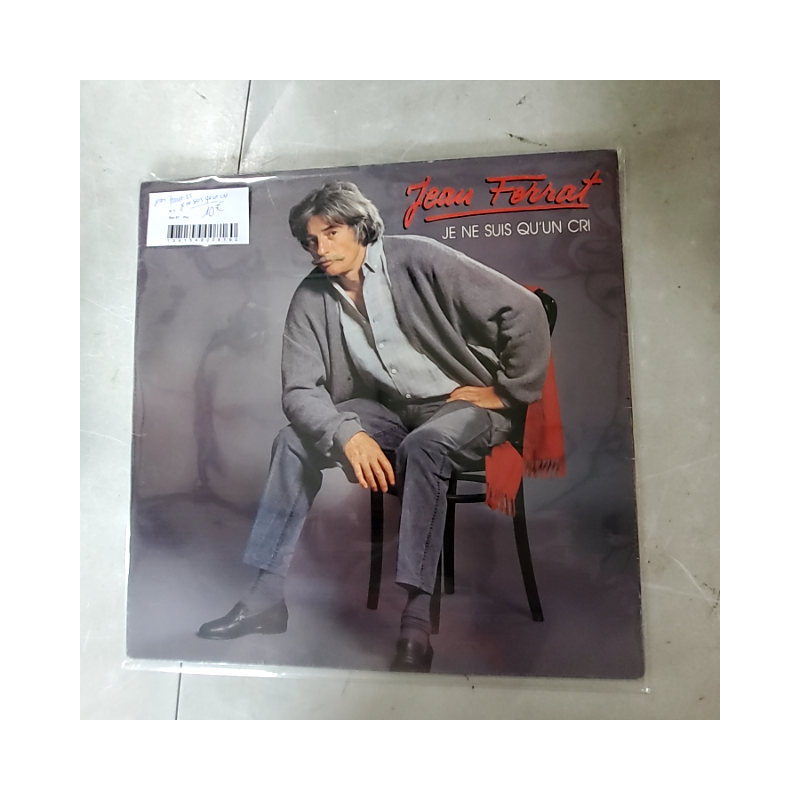 Jean Ferrat
JE NE SUIS QU'UN CRI
10€